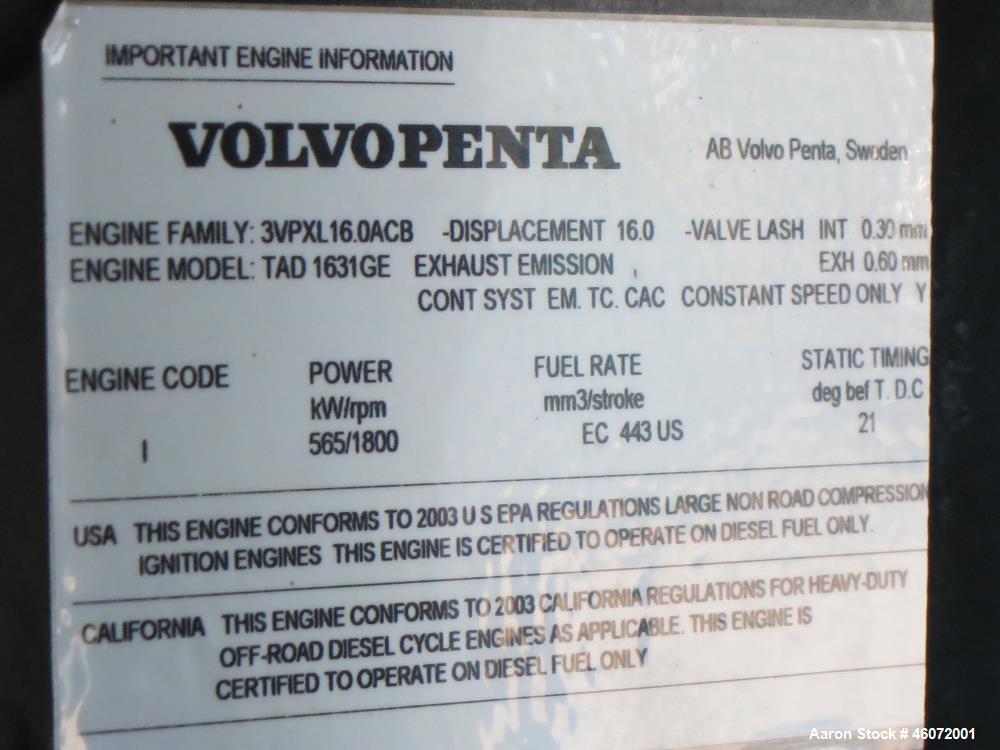 IMPORTANT ENGINE INFORMATION
VOLVO PENTA AB Volvo Penta, Sweden
ENGINE FAMILY: 3VPXL16.0ACB -DISPLACEMENT 16.0 -VALVE LASH INT 0.30 mm
ENGINE MODEL: TAD 1631GE EXHAUST EMISSION , EXH 0.60 mm
CONT SYST EM. TC. CAC CONSTANT SPEED ONLY Y
ENGINE CODE POWER FUEL RATE STATIC TIMING
kW/rpm mm3/stroke deg bef T. D.C
I 565/1800 EC 443 US 21
USA THIS ENGINE CONFORMS TO 2003 U S EPA REGULATIONS LARGE NON ROAD COMPRESSION
IGNITION ENGINES THIS ENGINE IS CERTIFIED TO OPERATE ON DIESEL FUEL ONLY.
CALIFORNIA THIS ENGINE CONFORMS TO 2003 CALIFORNIA REGULATIONS FOR HEAVY-DUTY
OFF-ROAD DIESEL CYCLE ENGINES AS APPLICABLE. THIS ENGINE IS
CERTIFIED TO OPERATE ON DIESEL FUEL ONLY
Aaron Stock # 46072001